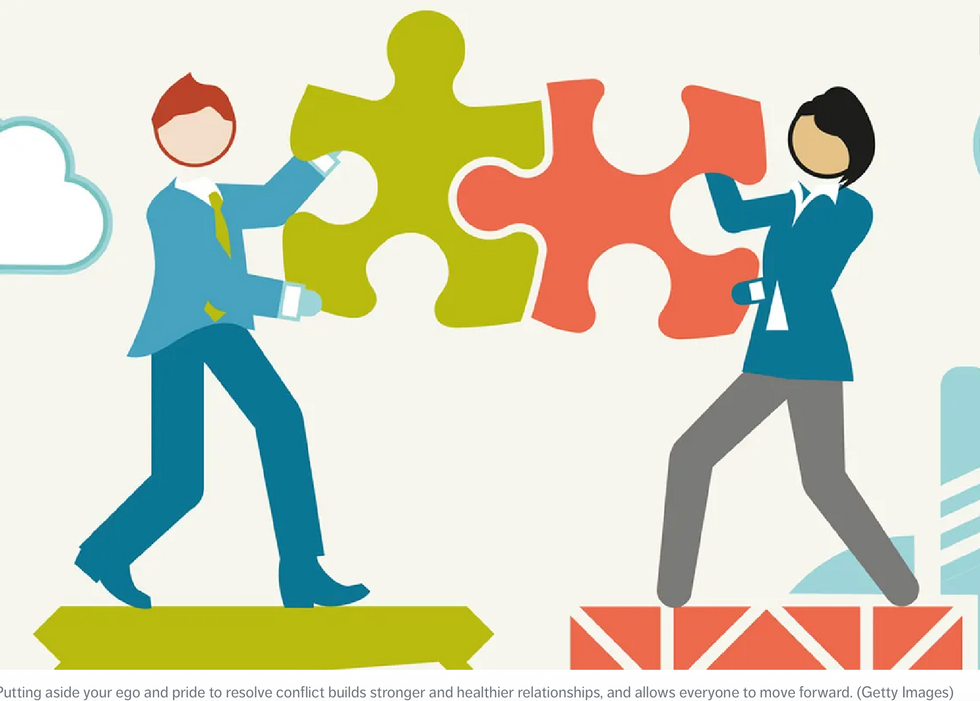 Putting aside your ego and pride to resolve conflict builds stronger and healthier relationships, and allows everyone to move forward. (Getty Images)